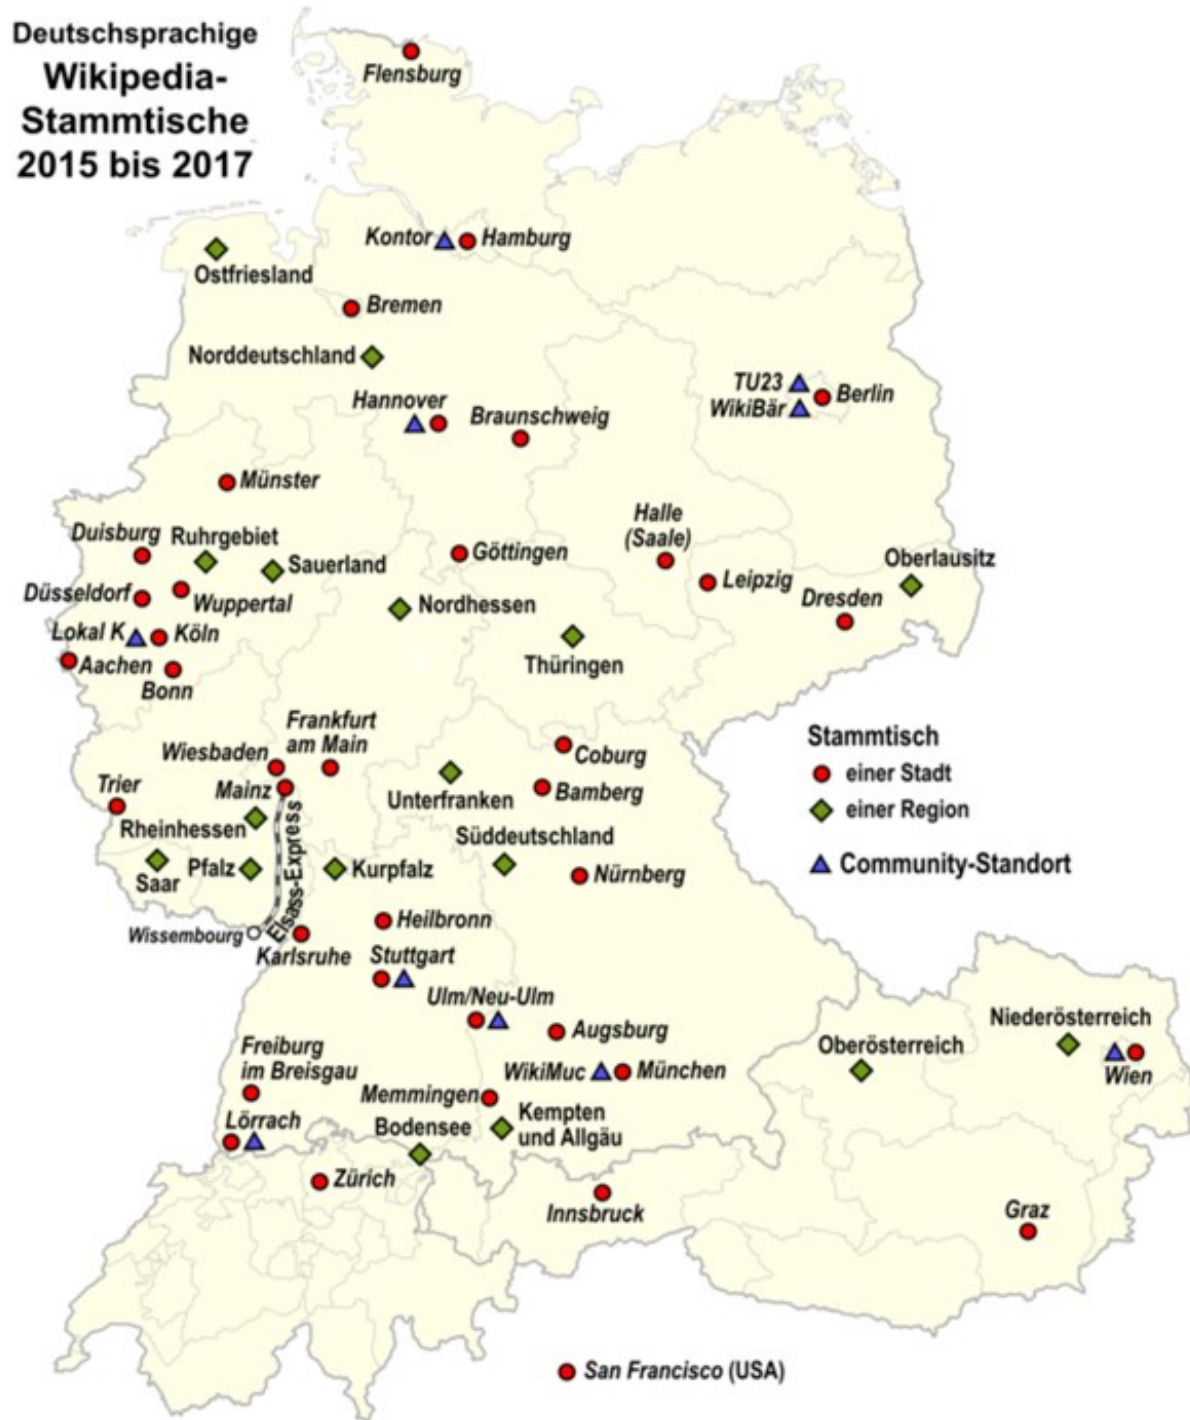 Deutschsprachige
Wikipedia-
Stammtische
2015 bis 2017
Flensburg
Kontor
Hamburg
Ostfriesland
Bremen
Norddeutschland
TU23
WikiBär
Berlin
Hannover
Braunschweig
Münster
Halle
(Saale)
Duisburg
Ruhrgebiet
Sauerland
Göttingen
Leipzig
Oberlausitz
Düsseldorf
Wuppertal
Nordhessen
Dresden
Lokal K
Köln
Thüringen
Aachen
Bonn
Frankfurt
am Main
Wiesbaden
Coburg
Trier
Mainz
Unterfranken
Bamberg
Rheinhessen
Süddeutschland
Saar
Pfalz
Elsass-Express
Kurpfalz
Nürnberg
Stammtisch
einer Stadt
einer Region
Community-Standort
Heilbronn
Wissembourg
Karlsruhe
Stuttgart
Ulm/Neu-Ulm
Augsburg
Niederösterreich
Oberösterreich
Wien
Freiburg
im Breisgau
WikiMuc
München
Memmingen
Lörrach
Bodensee
Kempten
und Allgäu
Zürich
Innsbruck
Graz
San Francisco (USA)